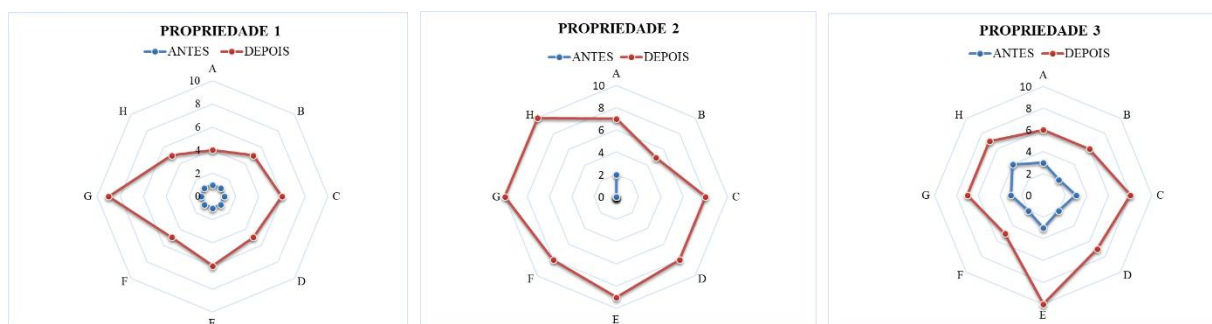 PROPRIEDADE 1
ANTES DEPOIS
A
B
C
D
E
F
G
H
10
8
6
4
2
0
PROPRIEDADE 2
ANTES DEPOIS
A
B
C
D
E
F
G
H
10
8
6
4
2
0
PROPRIEDADE 3
ANTES DEPOIS
A
B
C
D
E
F
G
H
10
8
6
4
2
0